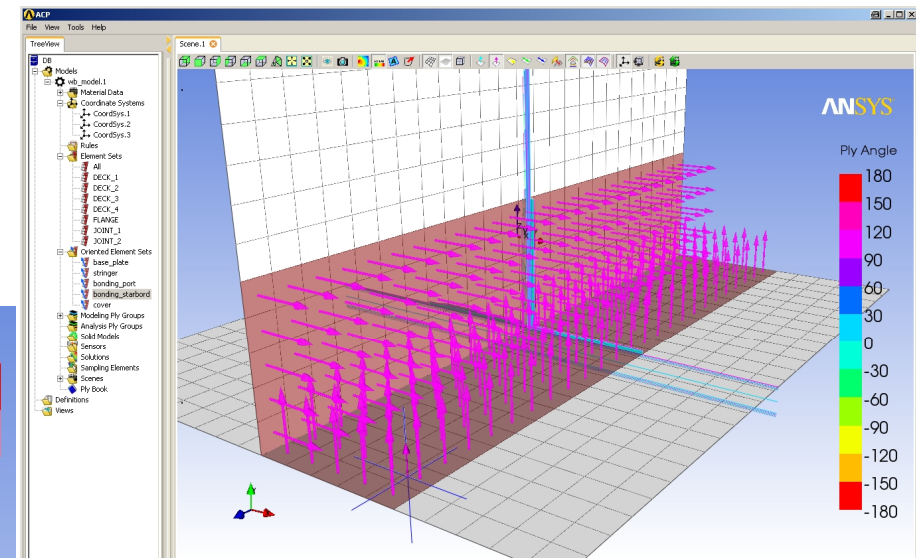 ACP
File View Tools Help
TreeView
Scene.1
DB
Models
wb_model.1
Material Data
Coordinate Systems
CoordSys.1
CoordSys.2
CoordSys.3
Rules
Element Sets
All
DECK_1
DECK_2
DECK_3
DECK_4
FLANGE
JOINT_1
JOINT_2
Oriented Element Sets
base_plate
stringer
bonding_port
bonding_starbord
cover
Modeling Ply Groups
Analysis Ply Groups
Solid Models
Sensors
Solutions
Sampling Elements
Scenes
Ply Book
Definitions
Views
ANSYS
Ply Angle
180
150
120
90
60
30
0
-30
-60
-90
-120
-150
-180